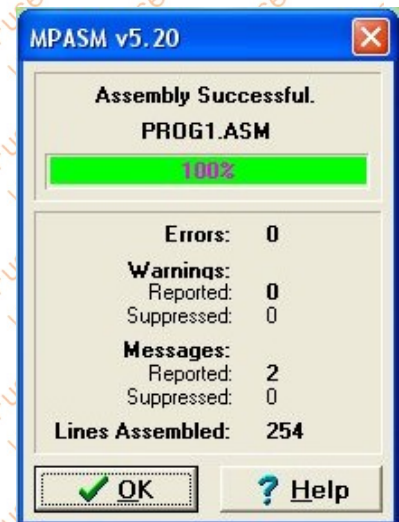 MPASM v5.20
Assembly Successful.
PROG1.ASM
100%
Errors: 0
Warnings:
Reported: 0
Suppressed: 0
Messages:
Reported: 2
Suppressed: 0
Lines Assembled: 254
OK
? Help